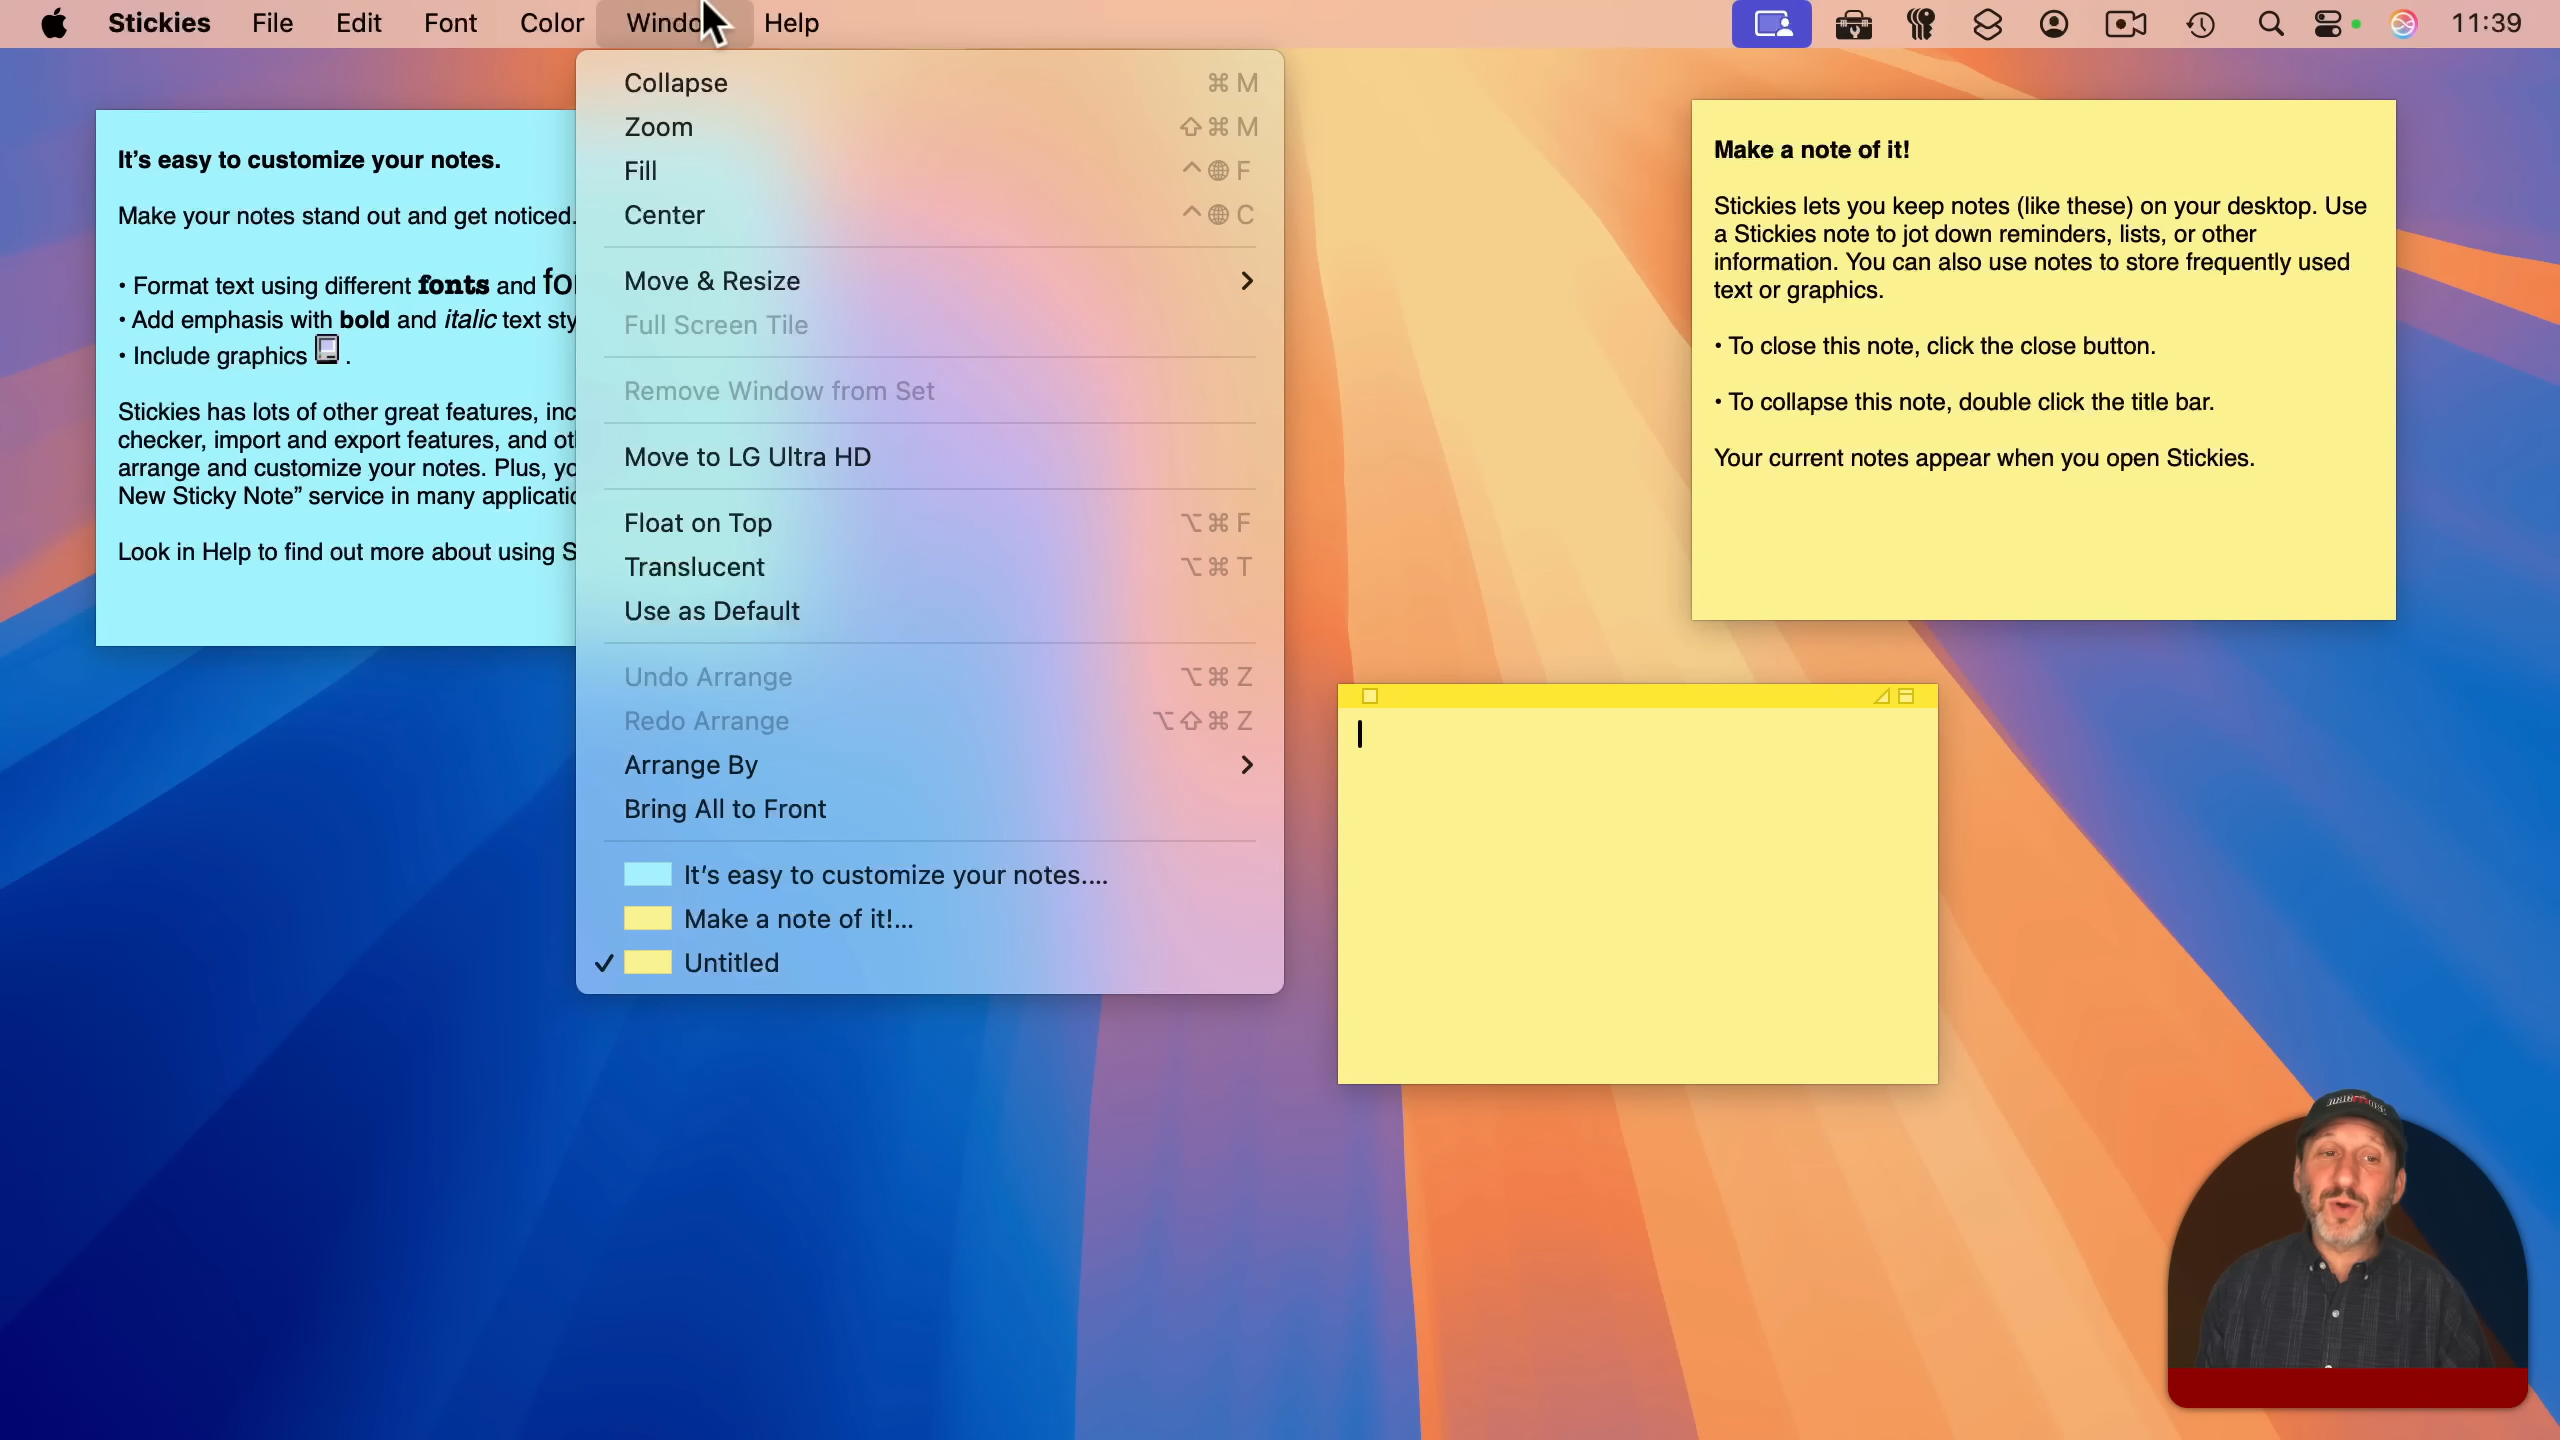 Stickies File Edit Font Color Windo Help 11:39
It’s easy to customize your notes.
Make your notes stand out and get noticed.
• Format text using different fonts and
• Add emphasis with bold and italic text
• Include graphics .
Stickies has lots of other great features,
checker, import and export features, and
arrange and customize your notes. Plus,
New Sticky Note” service in many
Look in Help to find out more about using
Collapse ⌘ M
Zoom ⇧ ⌘ M
Fill ^ 🌐 F
Center ^ 🌐 C
Move & Resize >
Full Screen Tile
Remove Window from Set
Move to LG Ultra HD
Float on Top ⌥ ⌘ F
Translucent ⌥ ⌘ T
Use as Default
Undo Arrange ⌥ ⌘ Z
Redo Arrange ⌥ ⇧ ⌘ Z
Arrange By >
Bring All to Front
It’s easy to customize your notes....
Make a note of it!...
✓ Untitled
Make a note of it!
Stickies lets you keep notes (like these) on your desktop. Use
a Stickies note to jot down reminders, lists, or other
information. You can also use notes to store frequently used
text or graphics.
• To close this note, click the close button.
• To collapse this note, double click the title bar.
Your current notes appear when you open Stickies.